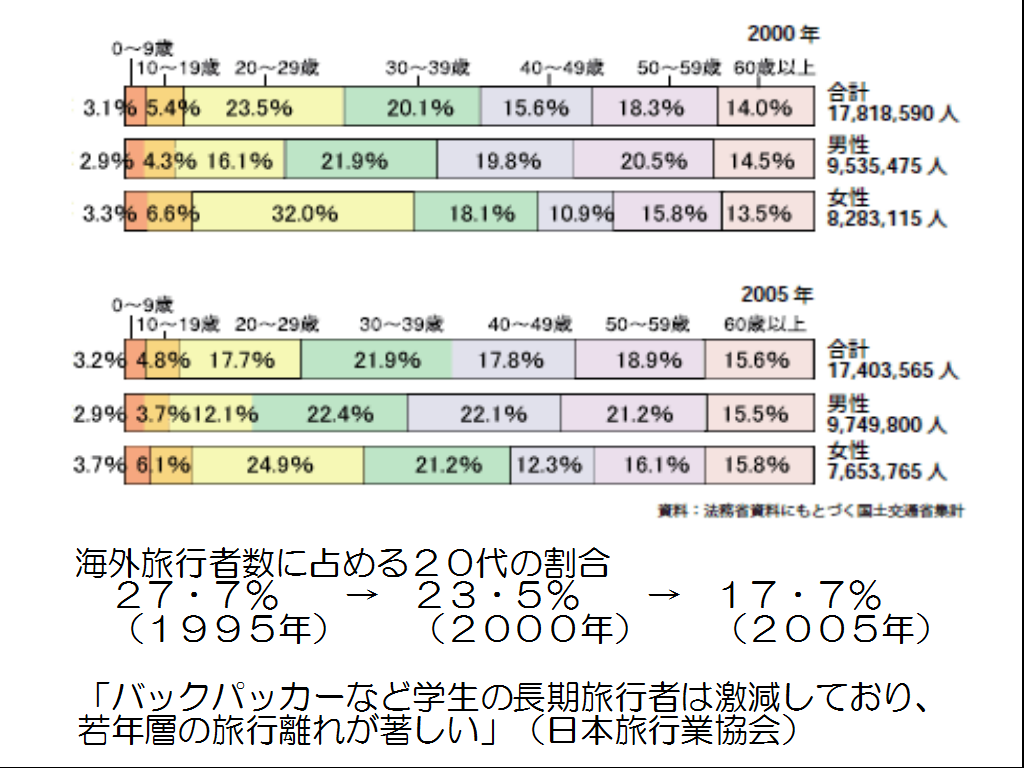 2000年
0～9歳
10～19歳 20～29歳 30～39歳 40～49歳 50～59歳 60歳以上
3.1% 5.4% 23.5% 20.1% 15.6% 18.3% 14.0% 合計
17,818,590人
2.9% 4.3% 16.1% 21.9% 19.8% 20.5% 14.5% 男性
9,535,475人
3.3% 6.6% 32.0% 18.1% 10.9% 15.8% 13.5% 女性
8,283,115人
2005年
0～9歳
10～19歳 20～29歳 30～39歳 40～49歳 50～59歳 60歳以上
3.2% 4.8% 17.7% 21.9% 17.8% 18.9% 15.6% 合計
17,403,565人
2.9% 3.7% 12.1% 22.4% 22.1% 21.2% 15.5% 男性
9,749,800人
3.7% 6.1% 24.9% 21.2% 12.3% 16.1% 15.8% 女性
7,653,765人
資料：法務省資料にもとづく国土交通省集計
海外旅行者数に占める２０代の割合
２７・７％ → ２３・５％ → １７・７％
（１９９５年） （２０００年） （２００５年）
「バックパッカーなど学生の長期旅行者は激減しており、
若年層の旅行離れが著しい」（日本旅行業協会）